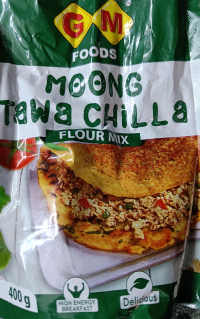 GM
FOODS
MOONG
TaWa CHILLa
FLOUR MIX
400 g
HIGH ENERGY
BREAKFAST
Delicious